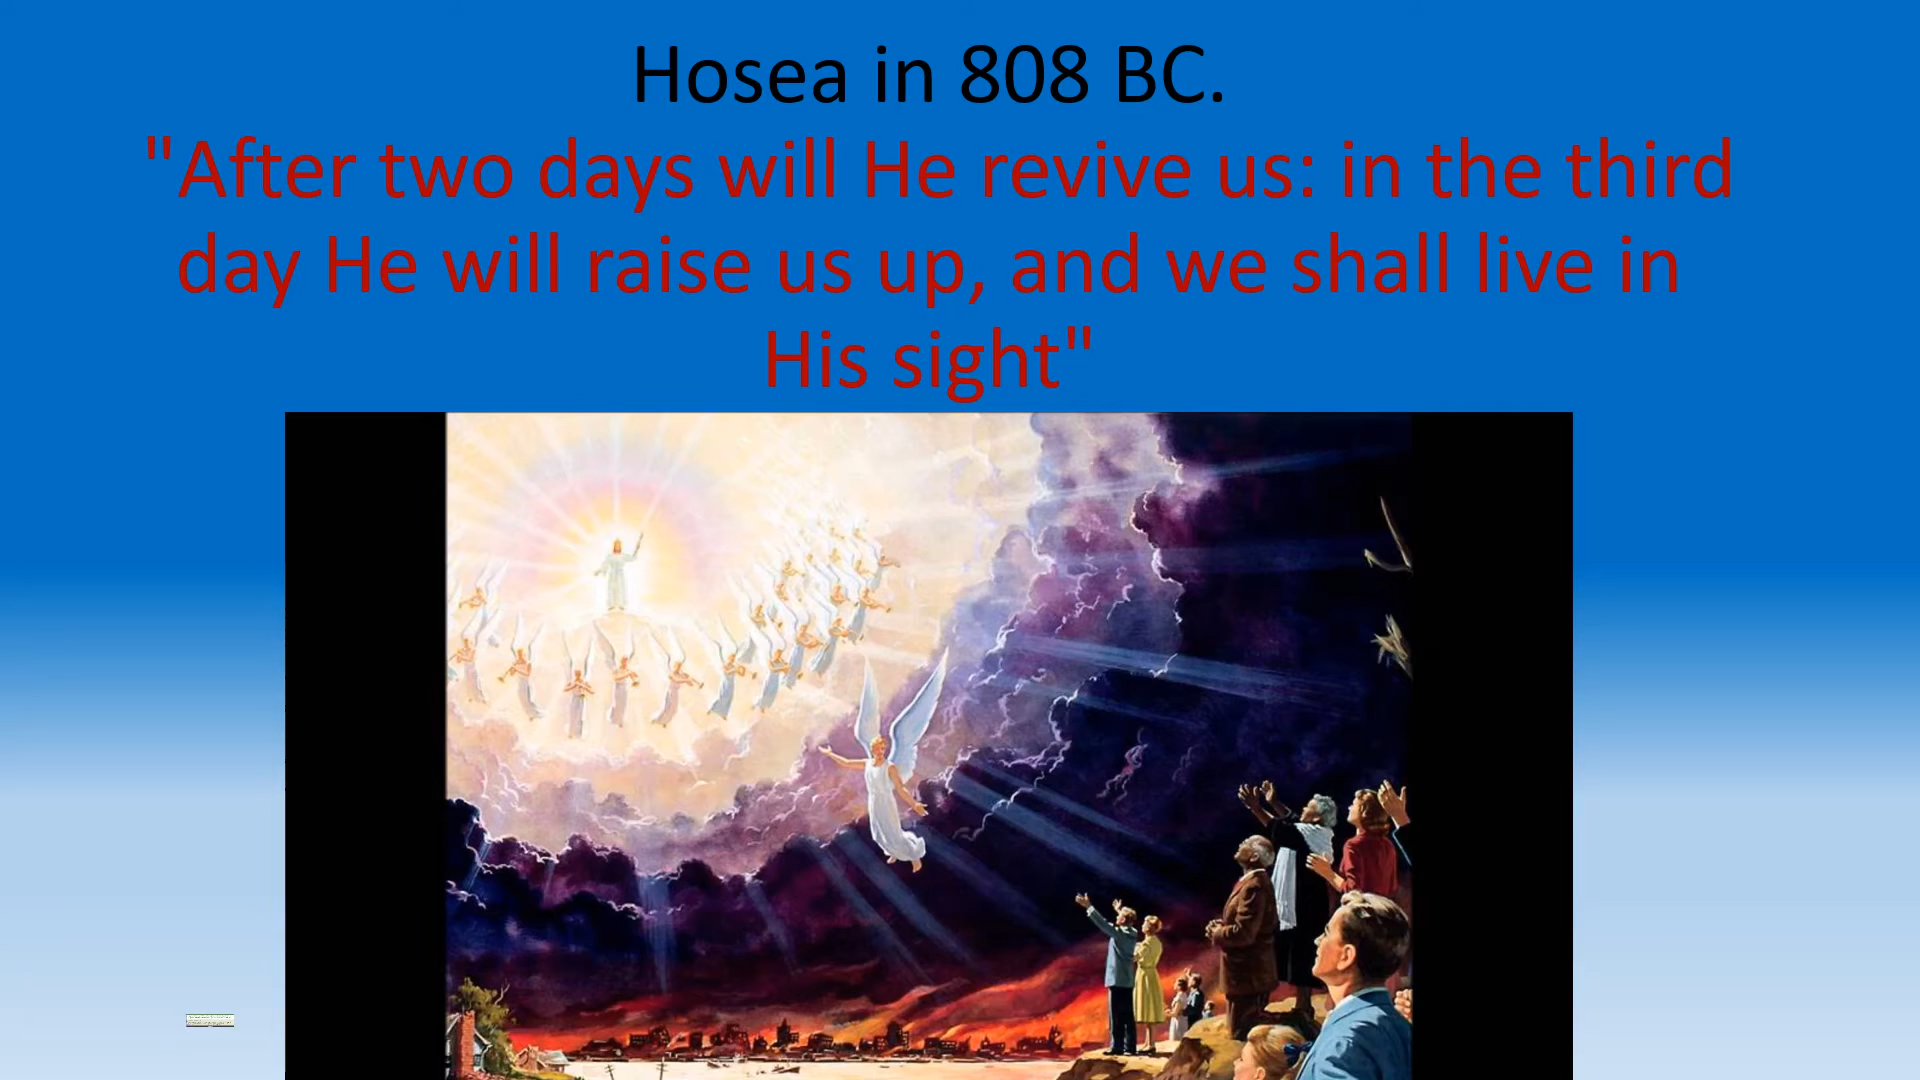 Hosea in 808 BC.
"After two days will He revive us: in the third
day He will raise us up, and we shall live in
His sight"